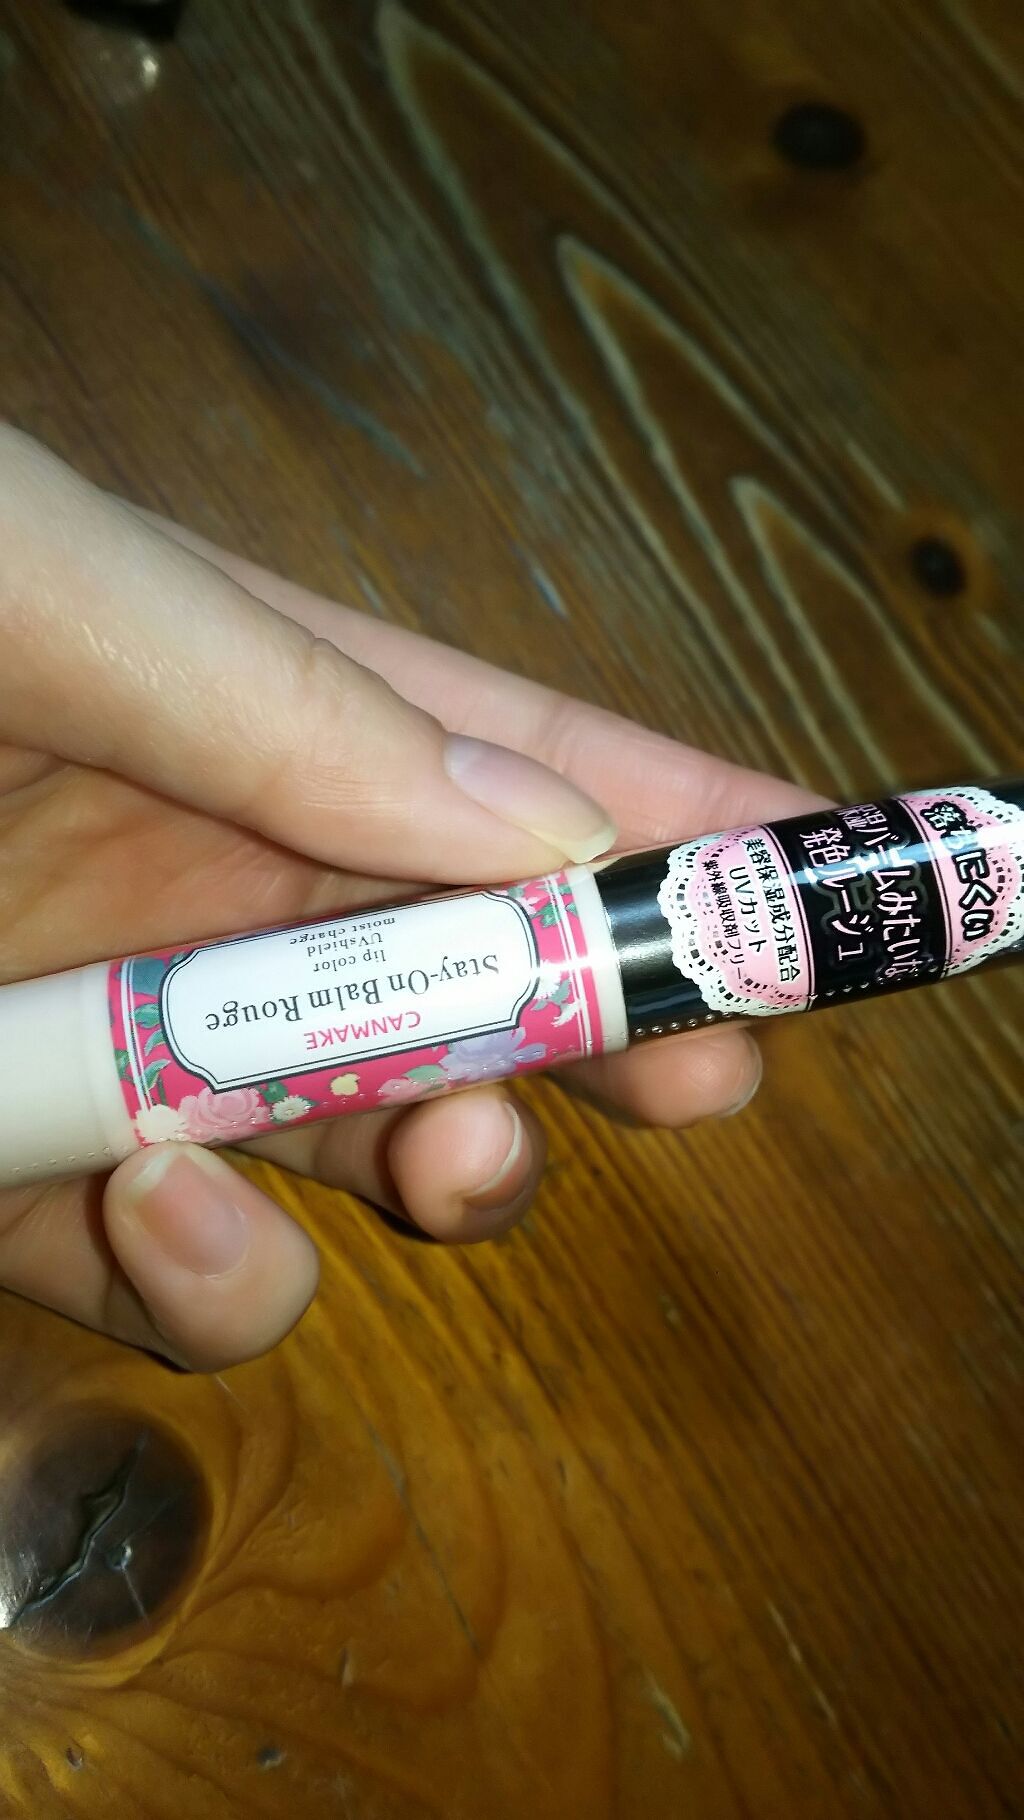 CANMAKE
Stay-On Balm Rouge
lip color
UVshield
moist charge
落ちにくい
保湿バームみたいな
発色ルージュ
美容保湿成分配合
UVカット
紫外線吸収剤フリー